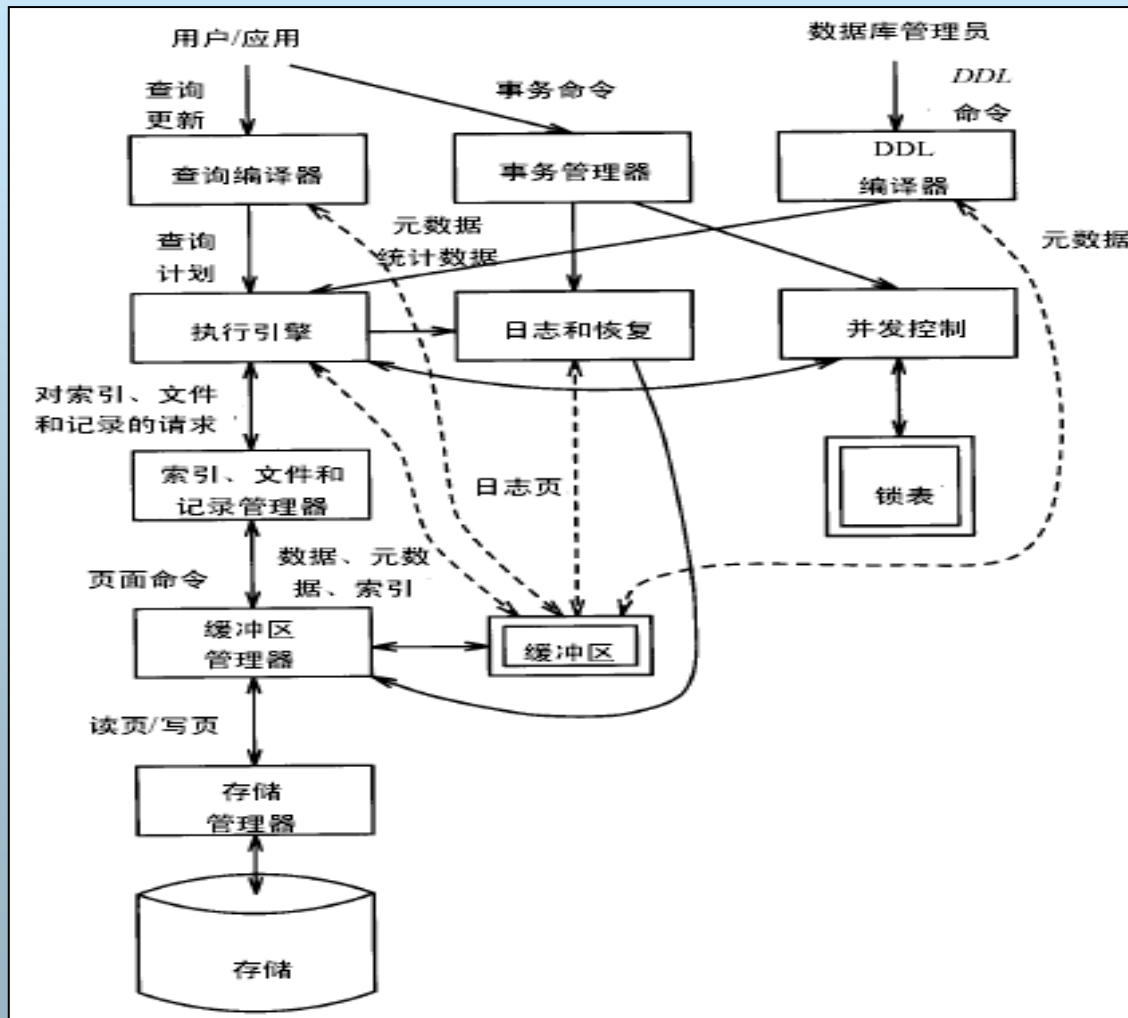 用户/应用
数据库管理员
查询
更新
事务命令
DDL
命令
查询编译器
事务管理器
DDL
编译器
查询
计划
元数据
统计数据
元数据
执行引擎
日志和恢复
并发控制
对索引、文件
和记录的请求
索引、文件和
记录管理器
日志页
锁表
页面命令
数据、元数
据、索引
缓冲区
管理器
缓冲区
读页/写页
存储
管理器
存储